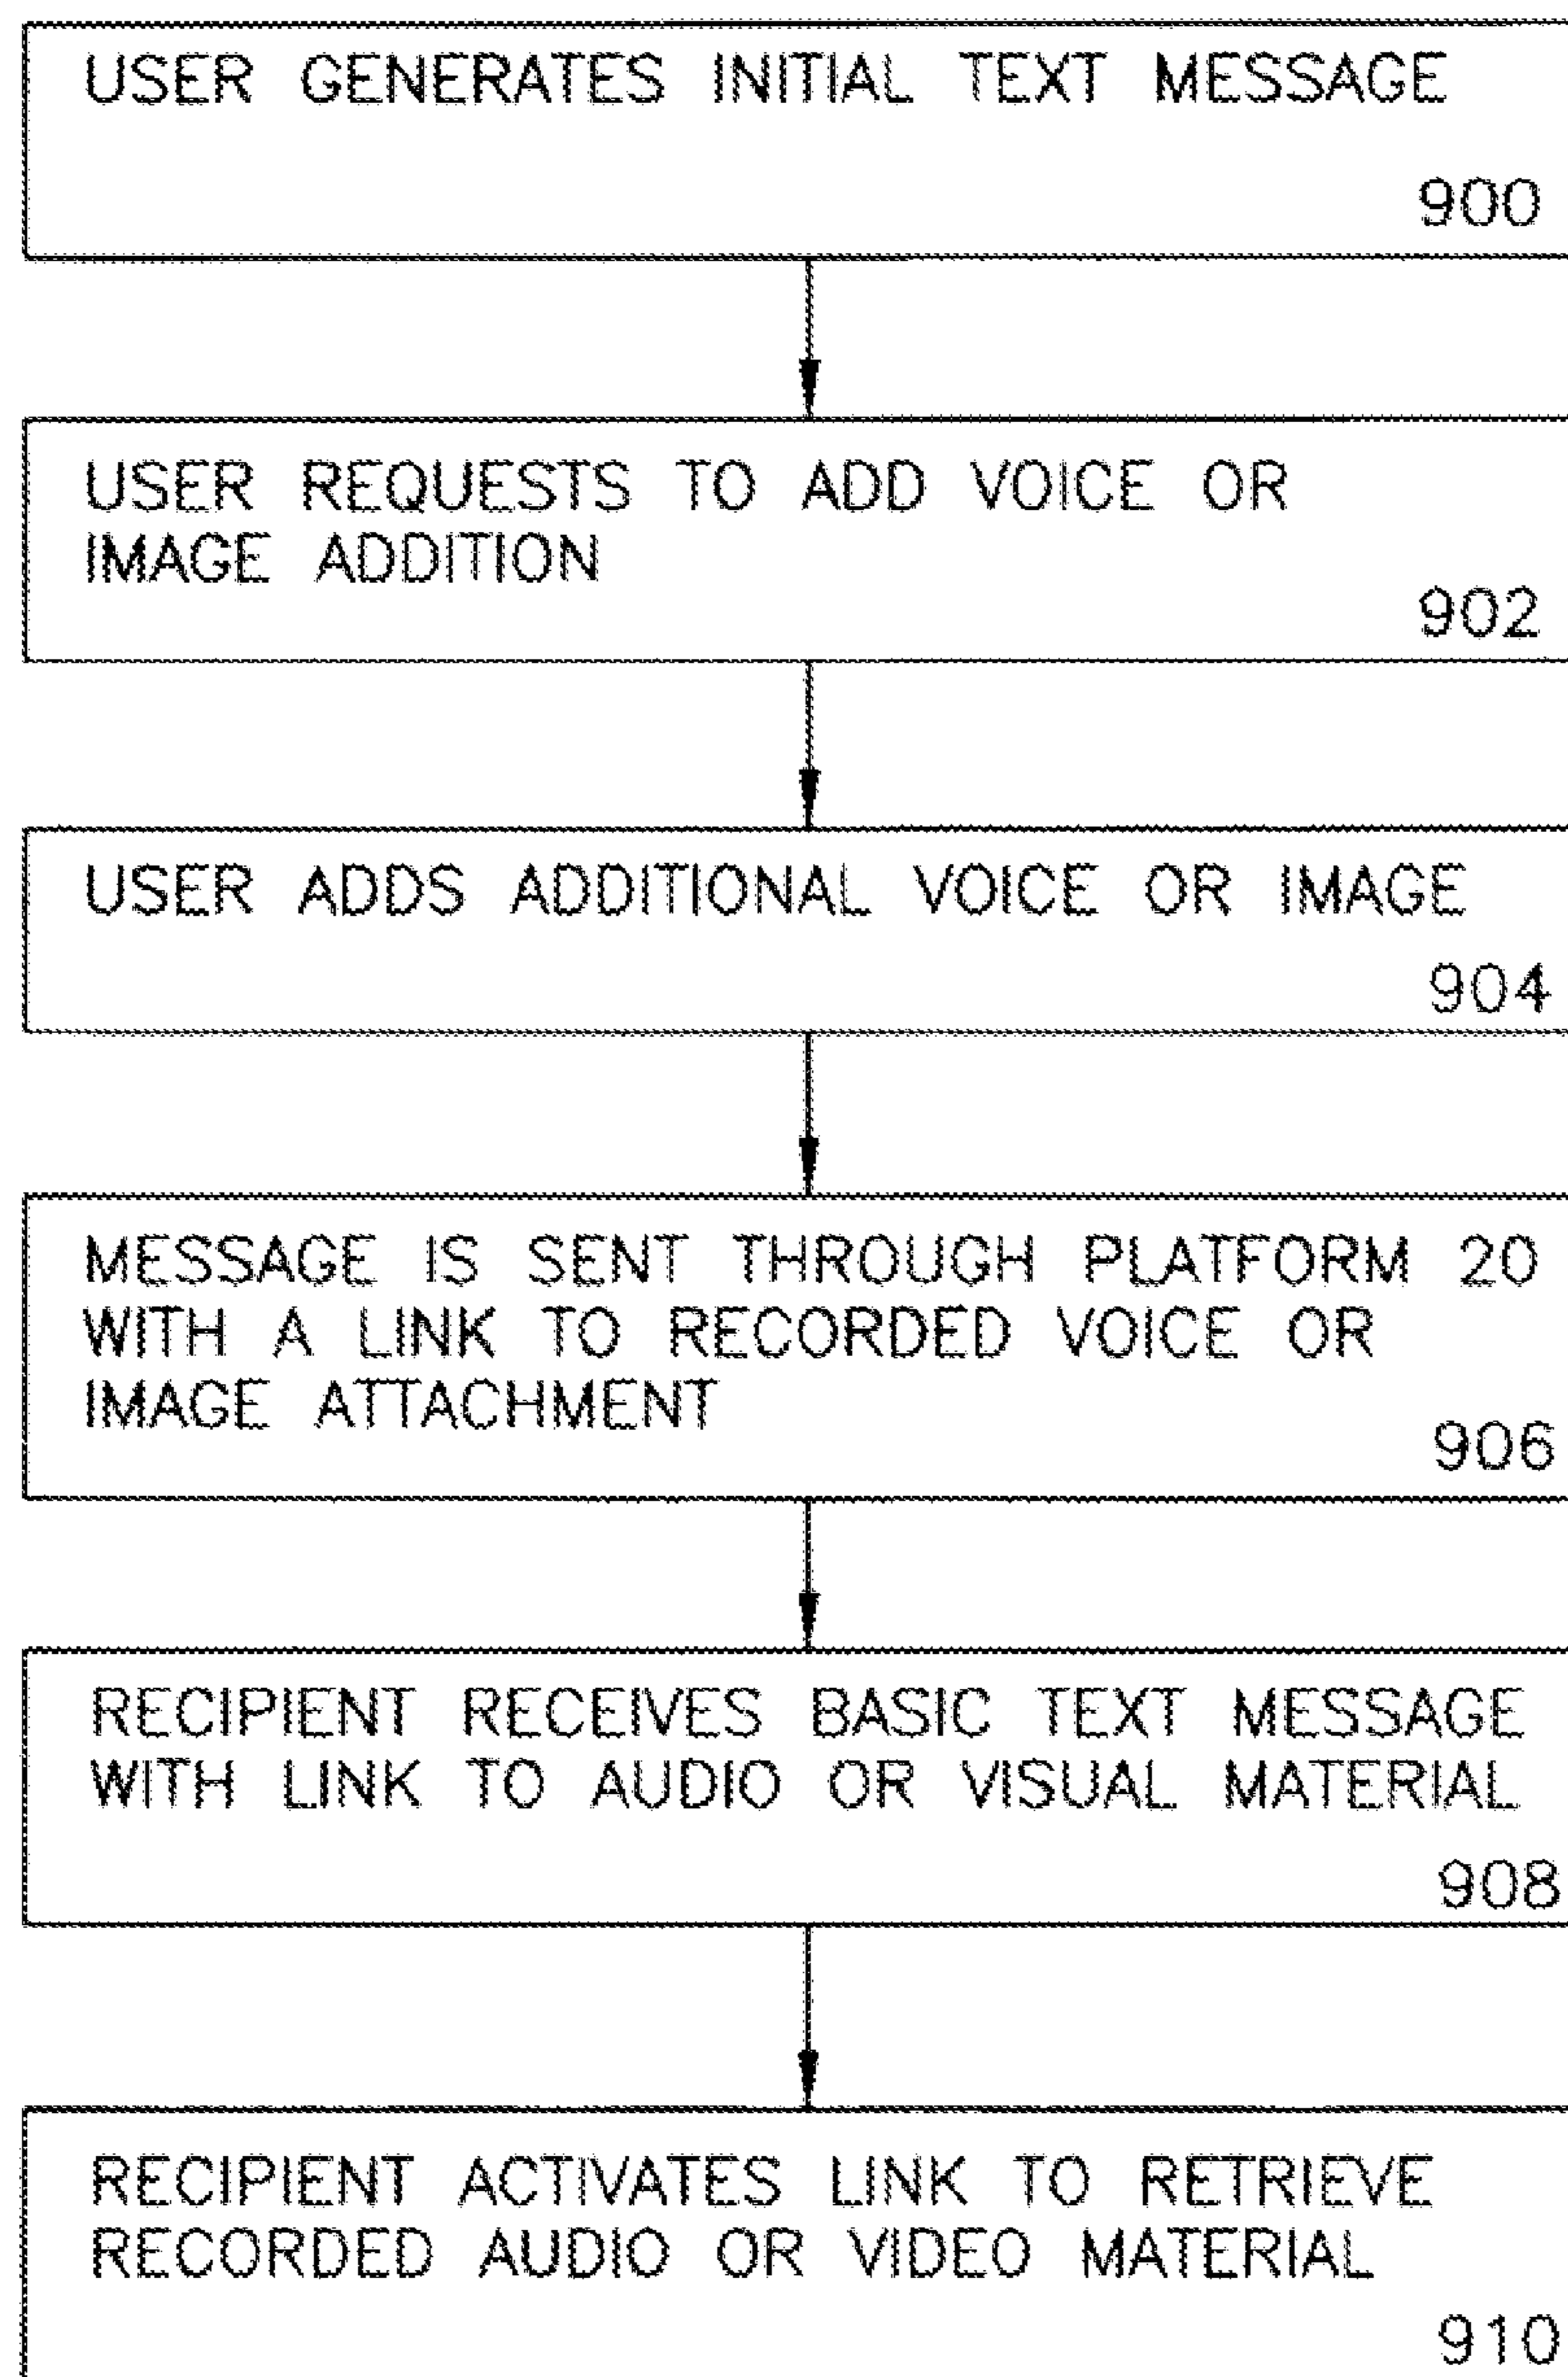 USER GENERATES INITIAL TEXT MESSAGE
900
USER REQUESTS TO ADD VOICE OR
IMAGE ADDITION
902
USER ADDS ADDITIONAL VOICE OR IMAGE
904
MESSAGE IS SENT THROUGH PLATFORM 20
WITH A LINK TO RECORDED VOICE OR
IMAGE ATTACHMENT
906
RECIPIENT RECEIVES BASIC TEXT MESSAGE
WITH LINK TO AUDIO OR VISUAL MATERIAL
908
RECIPIENT ACTIVATES LINK TO RETRIEVE
RECORDED AUDIO OR VIDEO MATERIAL
910